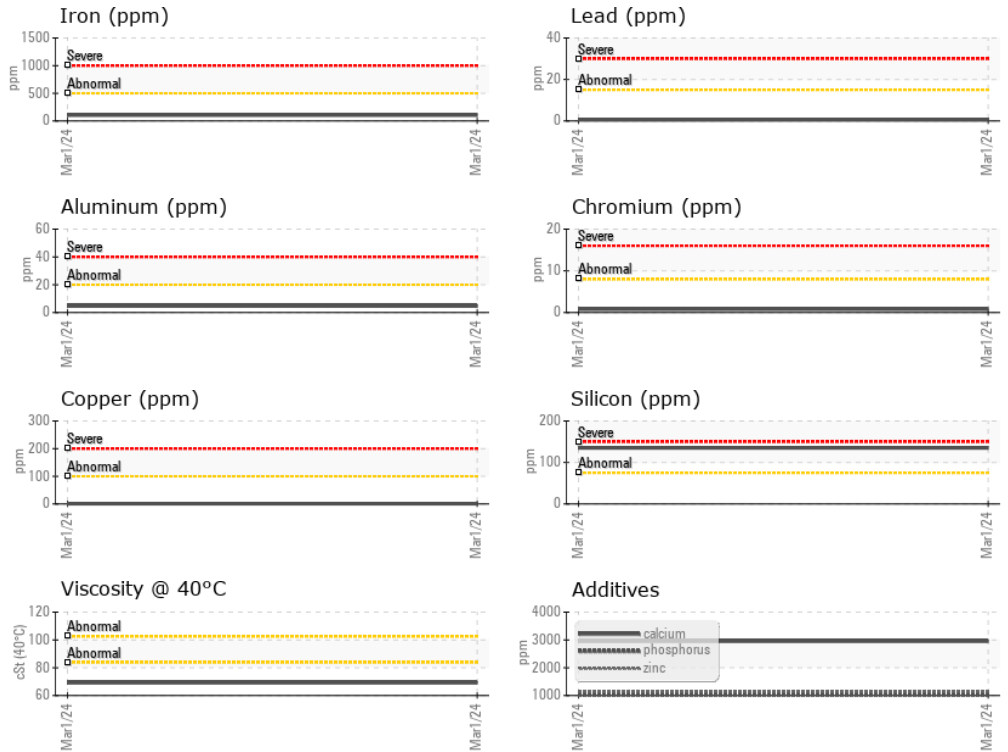 Iron (ppm)
1500
1000
500
0
ppm
Severe
Abnormal
Mar1/24
Mar1/24
Lead (ppm)
40
20
0
ppm
Severe
Abnormal
Mar1/24
Mar1/24
Aluminum (ppm)
60
40
20
0
ppm
Severe
Abnormal
Mar1/24
Mar1/24
Chromium (ppm)
20
10
0
ppm
Severe
Abnormal
Mar1/24
Mar1/24
Copper (ppm)
300
200
100
0
ppm
Severe
Abnormal
Mar1/24
Mar1/24
Silicon (ppm)
200
100
0
ppm
Severe
Abnormal
Mar1/24
Mar1/24
Viscosity @ 40°C
120
100
80
60
cSt (40°C)
Abnormal
Abnormal
Mar1/24
Mar1/24
Additives
4000
3000
2000
1000
ppm
calcium
phosphorus
zinc
Mar1/24
Mar1/24